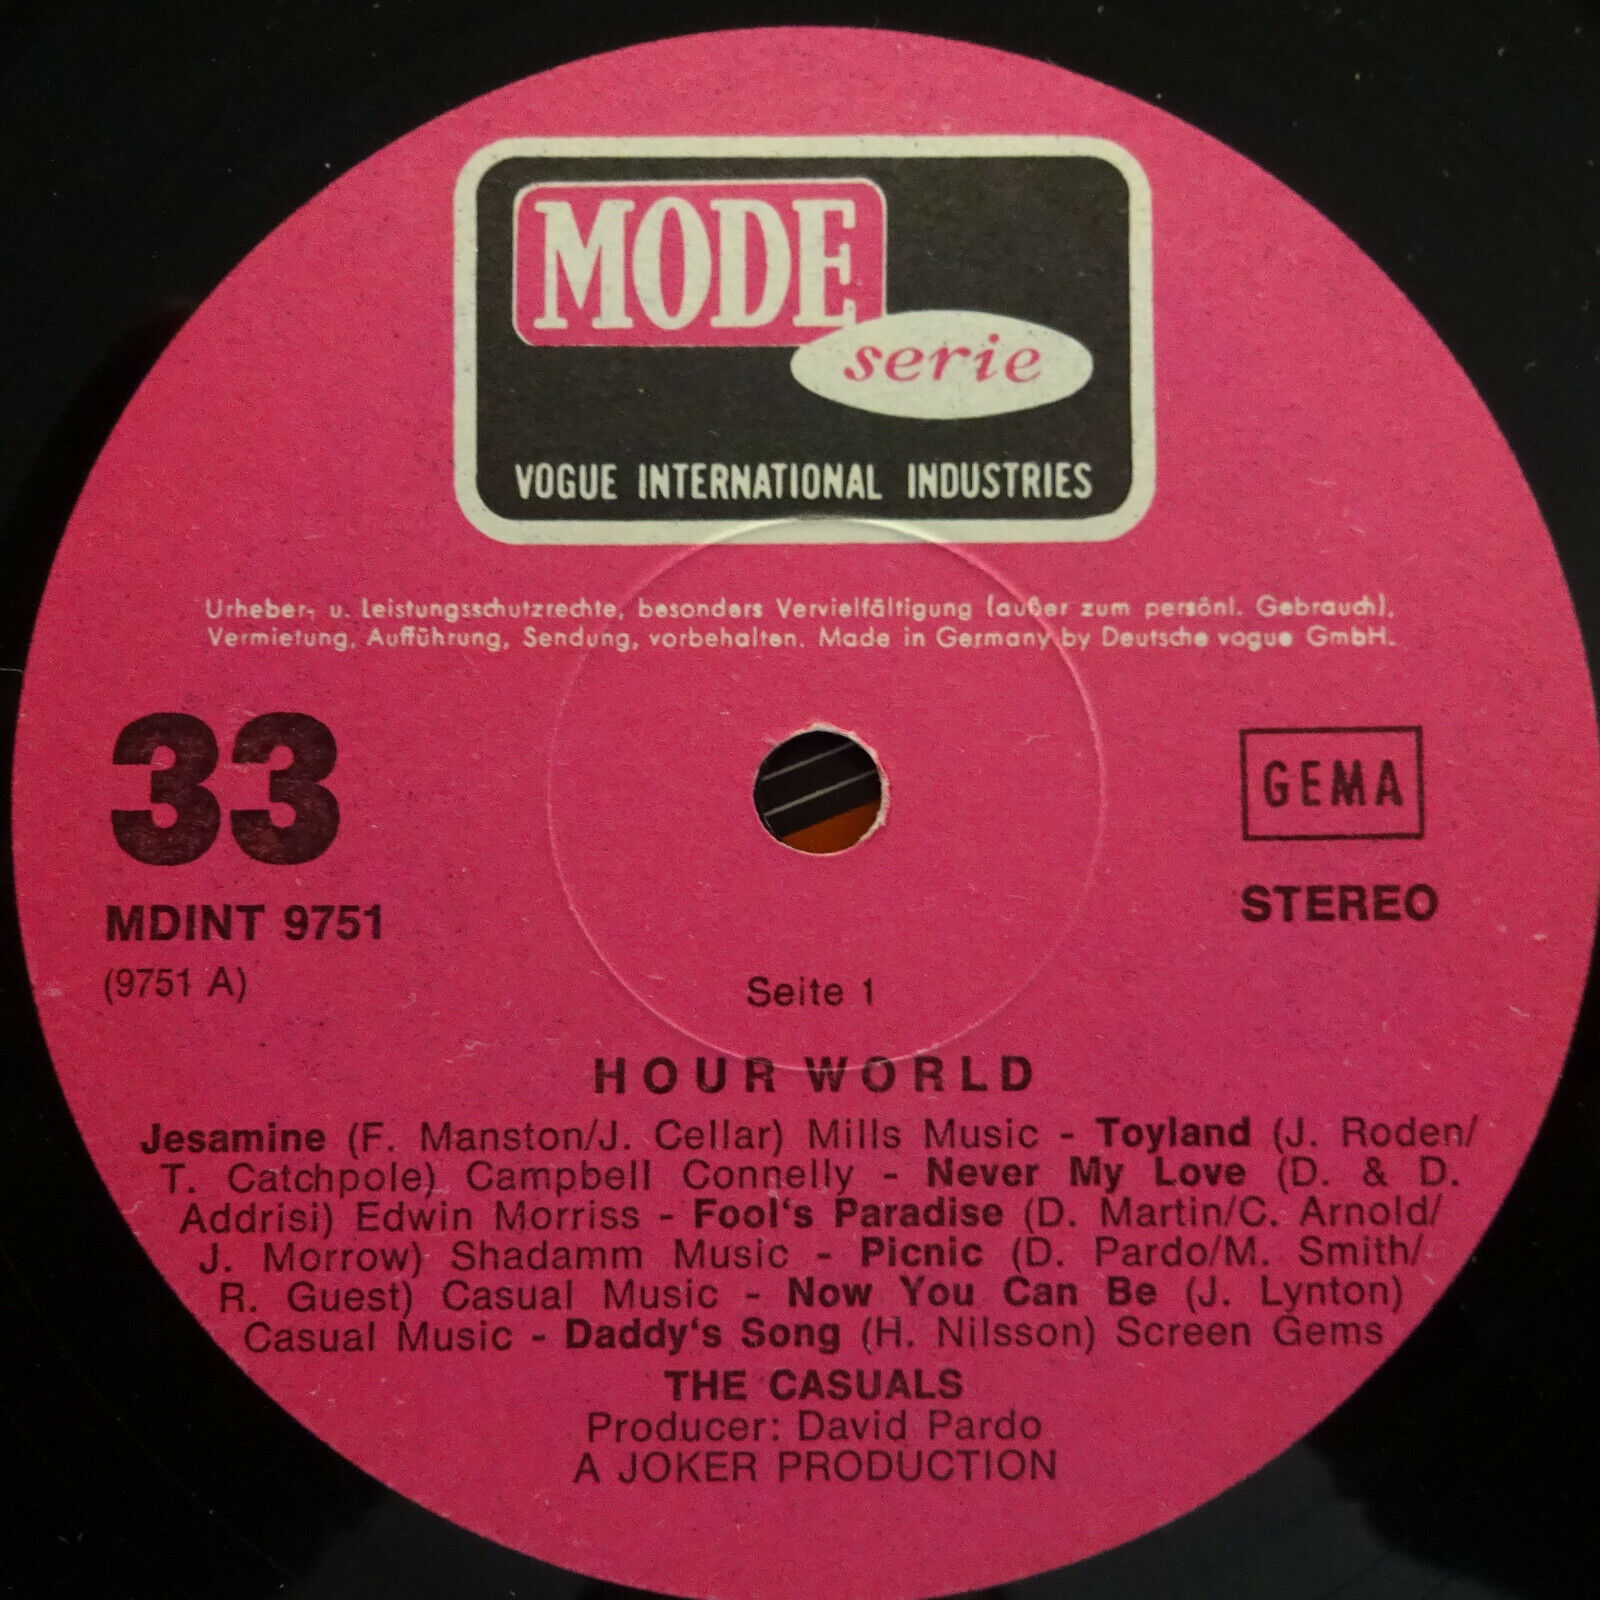 MODE
serie
VOGUE INTERNATIONAL INDUSTRIES
Urheber- u. Leistungsschutzrechte, besonders Vervielfältigung (außer zum persönl. Gebrauch),
Vermietung, Aufführung, Sendung, vorbehalten. Made in Germany by Deutsche vogue GmbH.
33
GEMA
MDINT 9751
STEREO
(9751 A)
Seite 1
HOUR WORLD
Jesamine (F. Manston/J. Cellar) Mills Music - Toyland (J. Roden/
T. Catchpole) Campbell Connelly - Never My Love (D. & D.
Addrisi) Edwin Morriss - Fool‘s Paradise (D. Martin/C. Arnold/
J. Morrow) Shadamm Music - Picnic (D. Pardo/M. Smith/
R. Guest) Casual Music - Now You Can Be (J. Lynton)
Casual Music - Daddy‘s Song (H. Nilsson) Screen Gems
THE CASUALS
Producer: David Pardo
A JOKER PRODUCTION